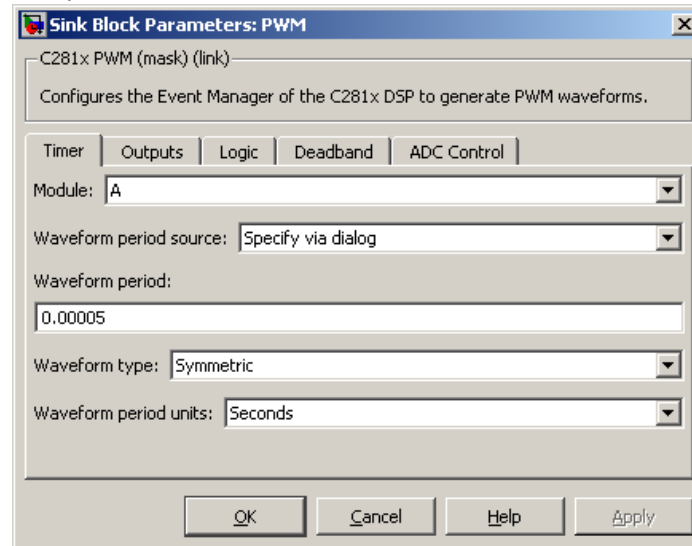 Sink Block Parameters: PWM
C281x PWM (mask) (link)
Configures the Event Manager of the C281x DSP to generate PWM waveforms.
Timer Outputs Logic Deadband ADC Control
Module: A
Waveform period source: Specify via dialog
Waveform period:
0.00005
Waveform type: Symmetric
Waveform period units: Seconds
OK Cancel Help Apply